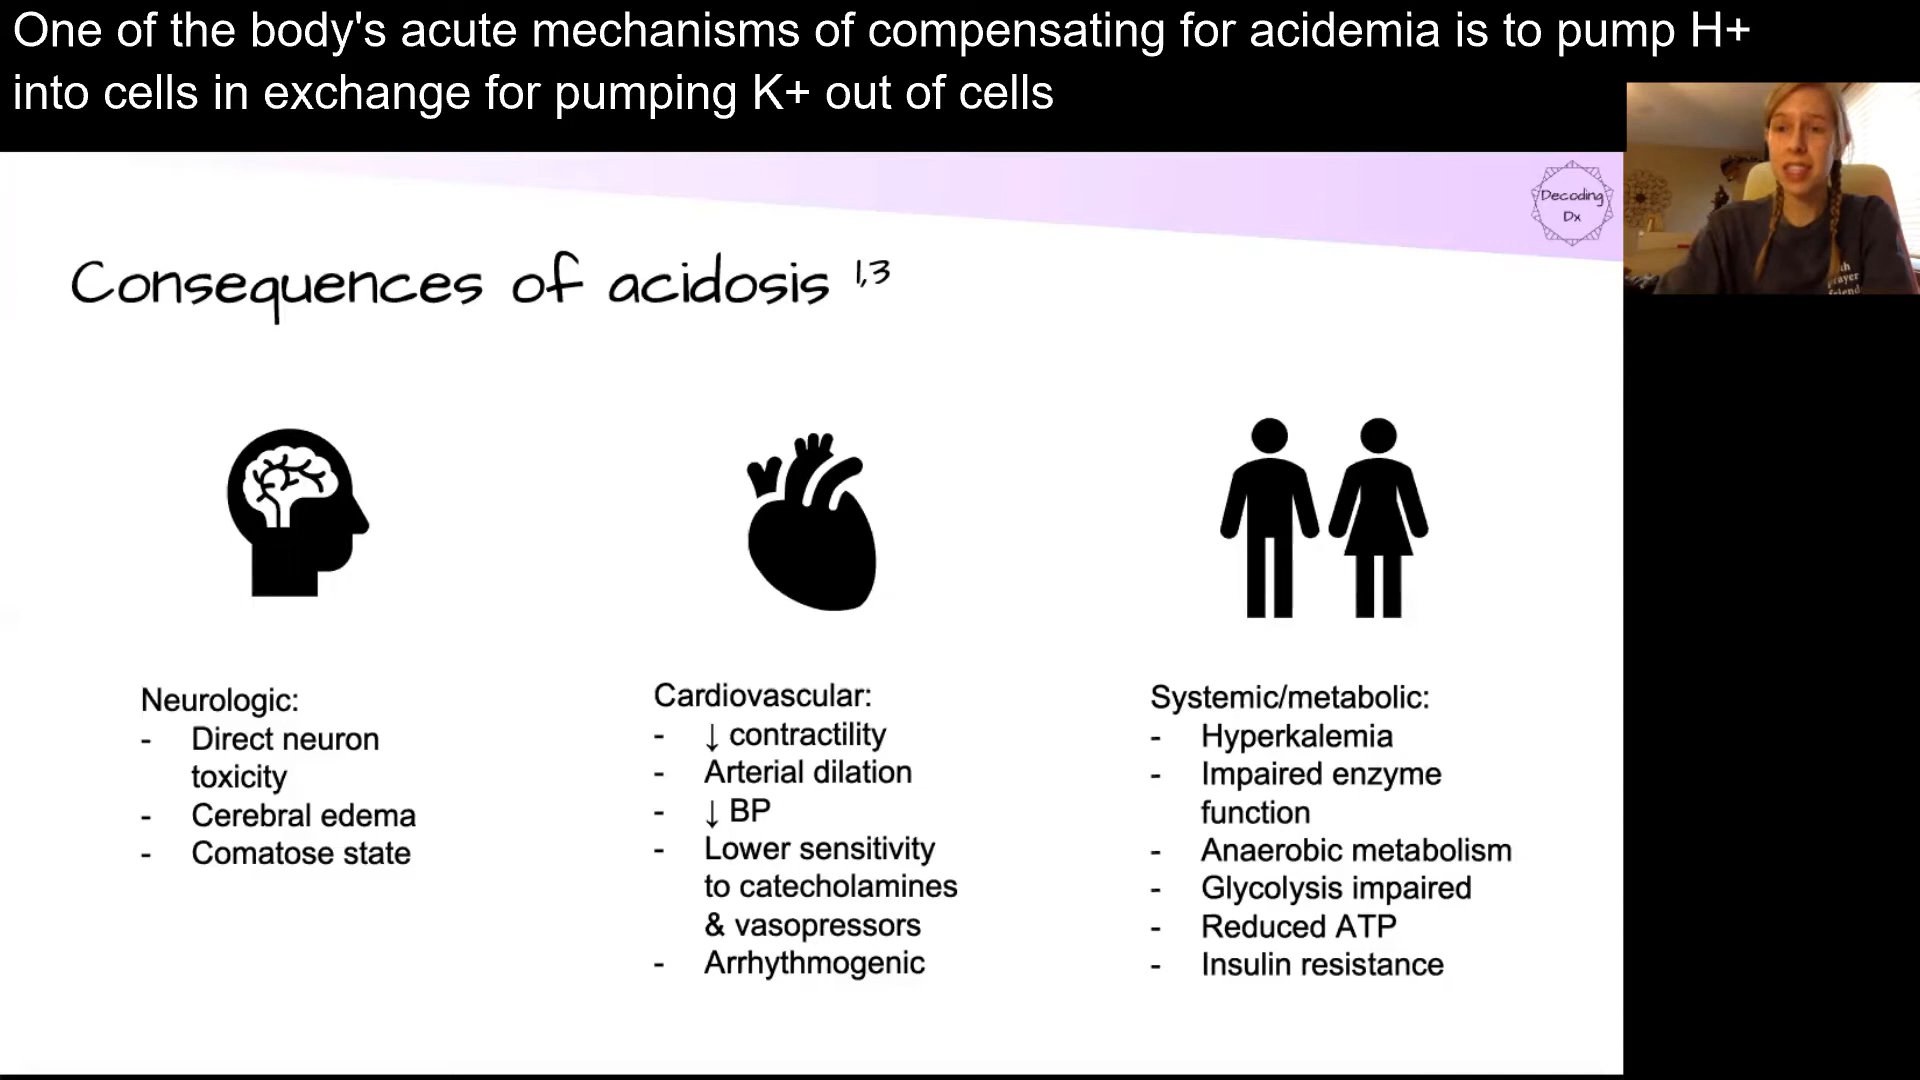 One of the body's acute mechanisms of compensating for acidemia is to pump H+
into cells in exchange for pumping K+ out of cells
Decoding
Dx
Consequences of acidosis 1,3
Neurologic:
- Direct neuron
toxicity
- Cerebral edema
- Comatose state
Cardiovascular:
- ↓ contractility
- Arterial dilation
- ↓ BP
- Lower sensitivity
to catecholamines
& vasopressors
- Arrhythmogenic
Systemic/metabolic:
- Hyperkalemia
- Impaired enzyme
function
- Anaerobic metabolism
- Glycolysis impaired
- Reduced ATP
- Insulin resistance